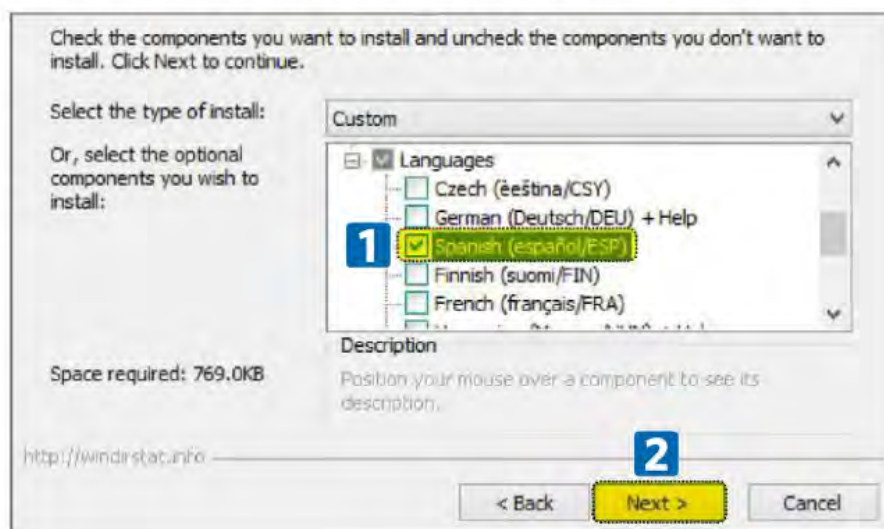 Check the components you want to install and uncheck the components you don't want to
install. Click Next to continue.
Select the type of install:
Custom
Or, select the optional
components you wish to
install:
Languages
Czech (èeština/CSY)
German (Deutsch/DEU) + Help
1
Spanish (español/ESP)
Finnish (suomi/FIN)
French (français/FRA)
Description
Space required: 769.0KB
Position your mouse over a component to see its
description.
http://windirstat.info
2
< Back
Next >
Cancel